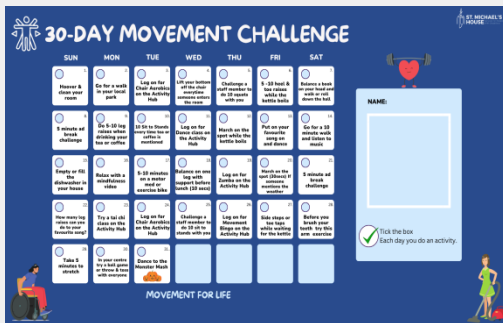 30-DAY MOVEMENT CHALLENGE
ST. MICHAEL'S
HOUSE
SUN MON TUE WED THU FRI SAT
Hoover &
clean your
room
Go for a walk
in your local
park
Log on for
Chair Aerobics
on the Activity
Hub
Lift your bottom
off the chair
everytime
someone enters
the room
Challenge a
staff member to
do 10 squats
with you
5 -10 heel &
toe raises
while the
kettle boils
Balance a book
on your head and
walk or roll
down the hall
5 minute ad
break
challenge
Do 5-10 leg
raises when
drinking your
tea or coffee
10 Sit to Stands
every time tea or
coffee is
mentioned
Log on for
Dance class on
the Activity
Hub
March on the
spot while the
kettle boils
Put on your
favourite song
and dance
Go for a 10
minute walk
and listen to
music
Empty or fill
the
dishwasher in
your house
Relax with a
mindfulness
video
5-10 minutes
on a motor
med or
exercise bike
Balance on one
leg with
support before
lunch (10 secs)
Log on for
Zumba on the
Activity Hub
March on the
spot (20secs) if
someone
mentions the
weather
5 minute ad
break
challenge
How many leg
raises can you
do to your
favourite song?
Try a tai chi
class on the
Activity Hub
Log on for
Chair Aerobics
on the Activity
Hub
Challenge a
staff member to
do 10 sit to
stands with you
Log on for
Movement
Bingo on the
Activity Hub
Side steps or
toe taps
while waiting
for the kettle
Before you
brush your
teeth try this
arm exercise
Take 5
minutes to
stretch
In your centre
try a ball game
or throw & toss
with everyone
Dance to the
Monster Mash
NAME:
Tick the box
Each day you do an activity.
MOVEMENT FOR LIFE